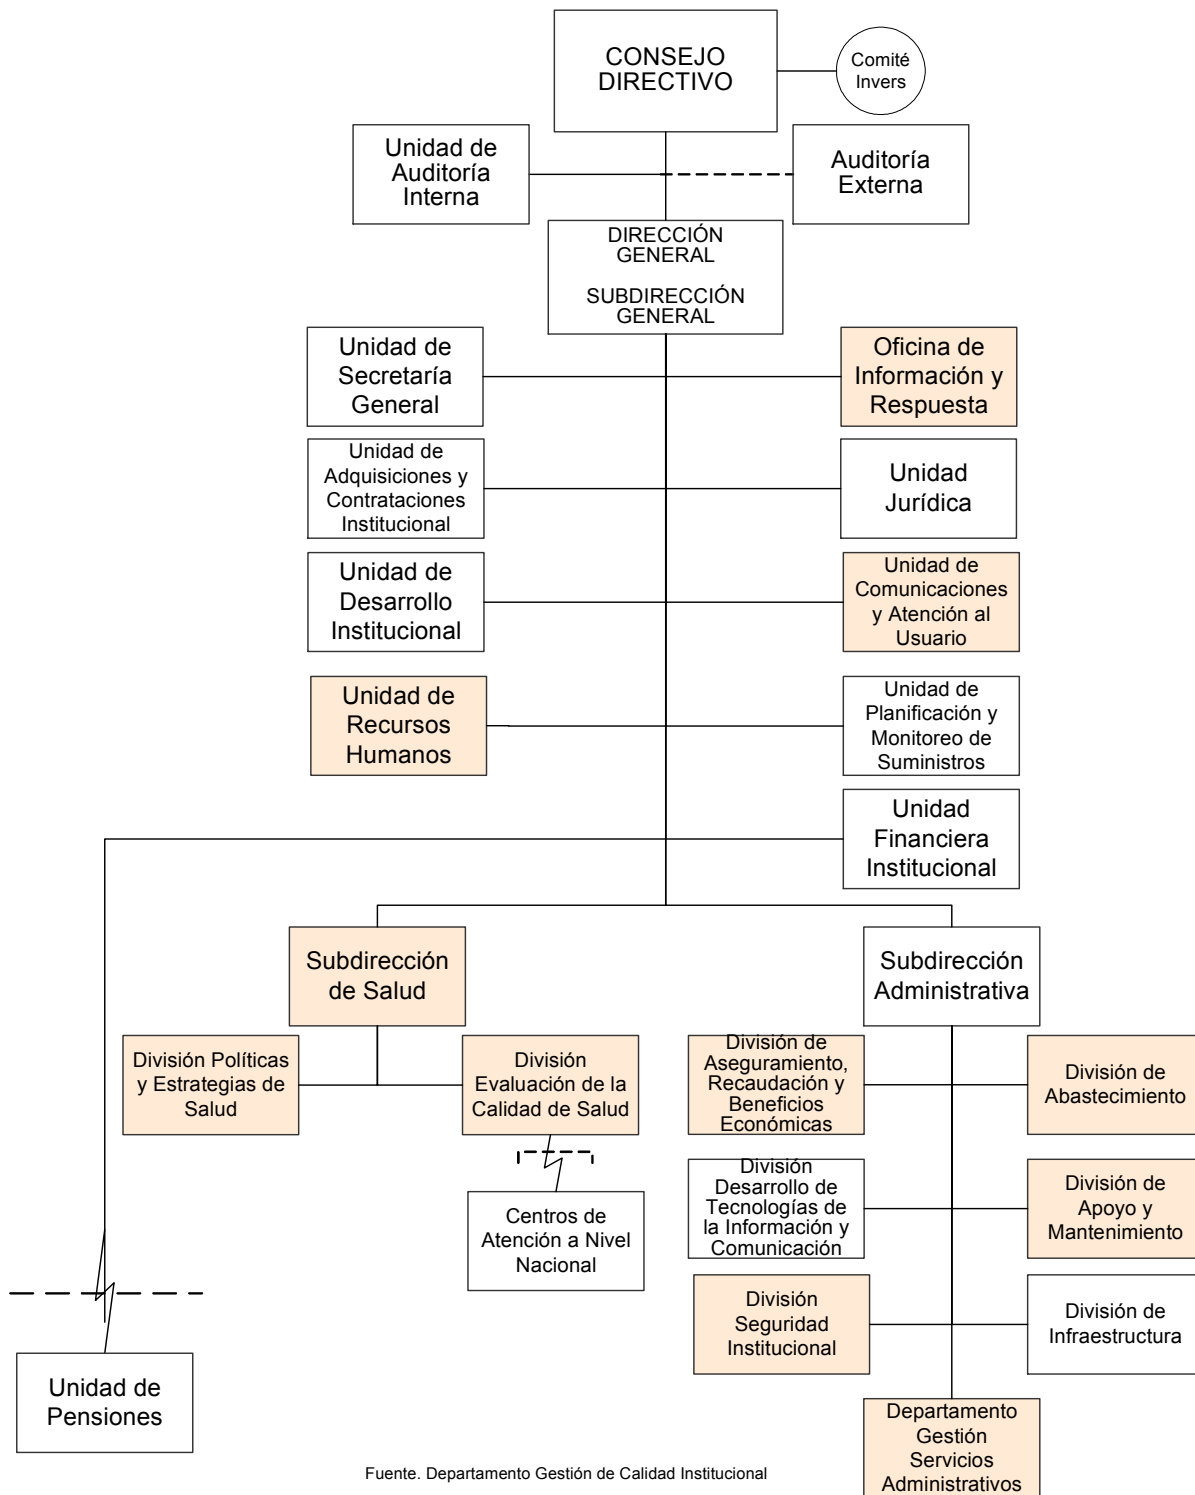 CONSEJO
DIRECTIVO
Comité
Invers
Unidad de
Auditoría
Interna
Auditoría
Externa
DIRECCIÓN
GENERAL
SUBDIRECCIÓN
GENERAL
Unidad de
Secretaría
General
Oficina de
Información y
Respuesta
Unidad de
Adquisiciones y
Contrataciones
Institucional
Unidad
Jurídica
Unidad de
Desarrollo
Institucional
Unidad de
Comunicaciones
y Atención al
Usuario
Unidad de
Recursos
Humanos
Unidad de
Planificación y
Monitoreo de
Suministros
Unidad
Financiera
Institucional
Subdirección
de Salud
Subdirección
Administrativa
División Políticas
y Estrategias de
Salud
División
Evaluación de la
Calidad de Salud
División de
Aseguramiento,
Recaudación y
Beneficios
Económicas
División de
Abastecimiento
Centros de
Atención a Nivel
Nacional
División
Desarrollo de
Tecnologías de
la Información y
Comunicación
División de
Apoyo y
Mantenimiento
División
Seguridad
Institucional
División de
Infraestructura
Unidad de
Pensiones
Departamento
Gestión
Servicios
Administrativos
Fuente. Departamento Gestión de Calidad Institucional